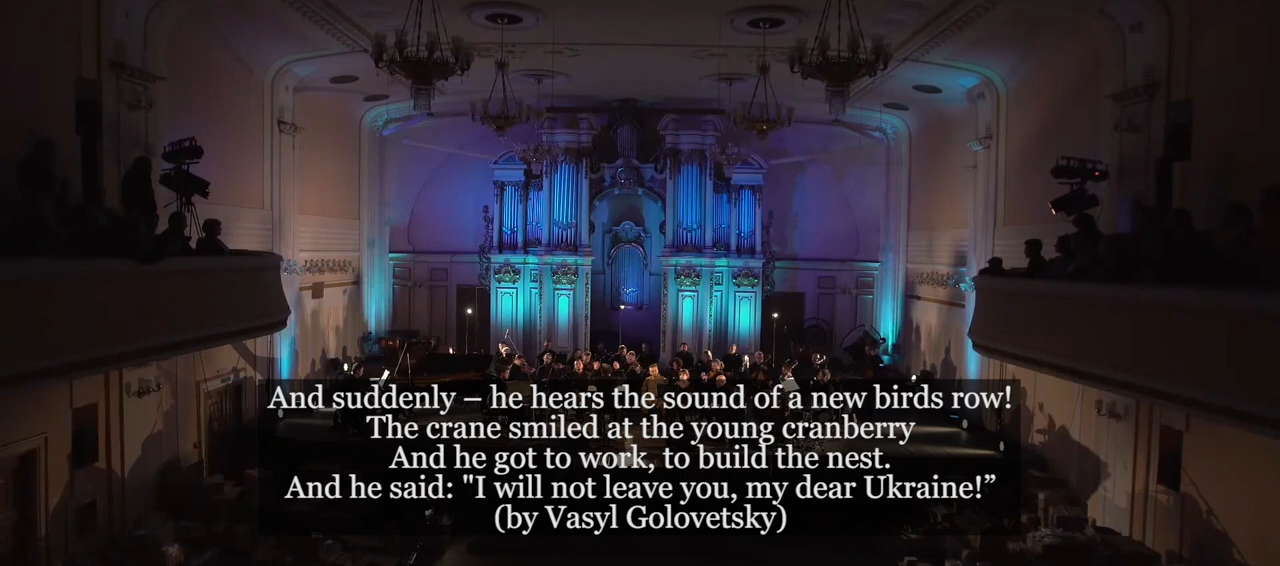 And suddenly – he hears the sound of a new birds row!
The crane smiled at the young cranberry
And he got to work, to build the nest.
And he said: "I will not leave you, my dear Ukraine!”
(by Vasyl Golovetsky)